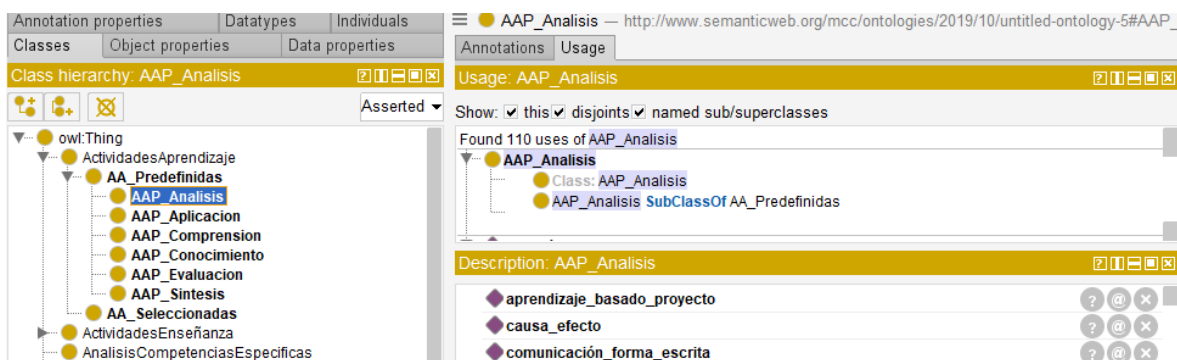 Annotation properties Datatypes Individuals
Classes Object properties Data properties
Class hierarchy: AAP_Analisis
Asserted
owl:Thing
ActividadesAprendizaje
AA_Predefinidas
AAP_Analisis
AAP_Aplicacion
AAP_Comprension
AAP_Conocimiento
AAP_Evaluacion
AAP_Sintesis
AA_Seleccionadas
ActividadesEnseñanza
AnalisisCompetenciasEspecificas
AAP_Analisis — http://www.semanticweb.org/mcc/ontologies/2019/10/untitled-ontology-5#AAP_
Annotations Usage
Usage: AAP_Analisis
Show: this disjoints named sub/superclasses
Found 110 uses of AAP_Analisis
AAP_Analisis
Class: AAP_Analisis
AAP_Analisis SubClassOf AA_Predefinidas
Description: AAP_Analisis
aprendizaje_basado_proyecto
causa_efecto
comunicación_forma_escrita